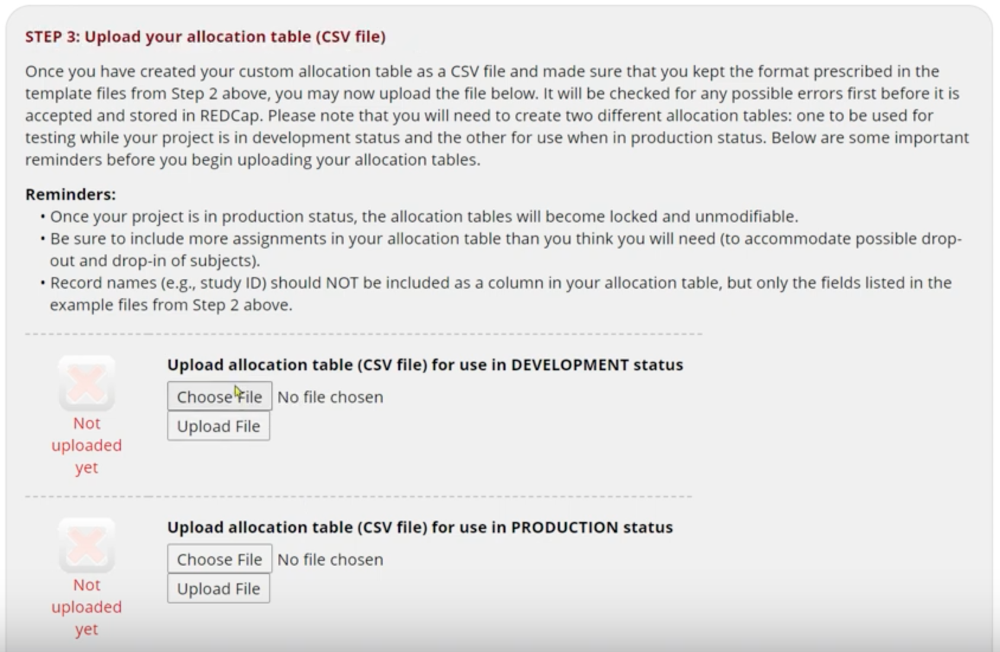 STEP 3: Upload your allocation table (CSV file)
Once you have created your custom allocation table as a CSV file and made sure that you kept the format prescribed in the
template files from Step 2 above, you may now upload the file below. It will be checked for any possible errors first before it is
accepted and stored in REDCap. Please note that you will need to create two different allocation tables: one to be used for
testing while your project is in development status and the other for use when in production status. Below are some important
reminders before you begin uploading your allocation tables.
Reminders:
• Once your project is in production status, the allocation tables will become locked and unmodifiable.
• Be sure to include more assignments in your allocation table than you think you will need (to accommodate possible drop-
out and drop-in of subjects).
• Record names (e.g., study ID) should NOT be included as a column in your allocation table, but only the fields listed in the
example files from Step 2 above.
Upload allocation table (CSV file) for use in DEVELOPMENT status
Choose File No file chosen
Upload File
Not
uploaded
yet
Upload allocation table (CSV file) for use in PRODUCTION status
Choose File No file chosen
Upload File
Not
uploaded
yet